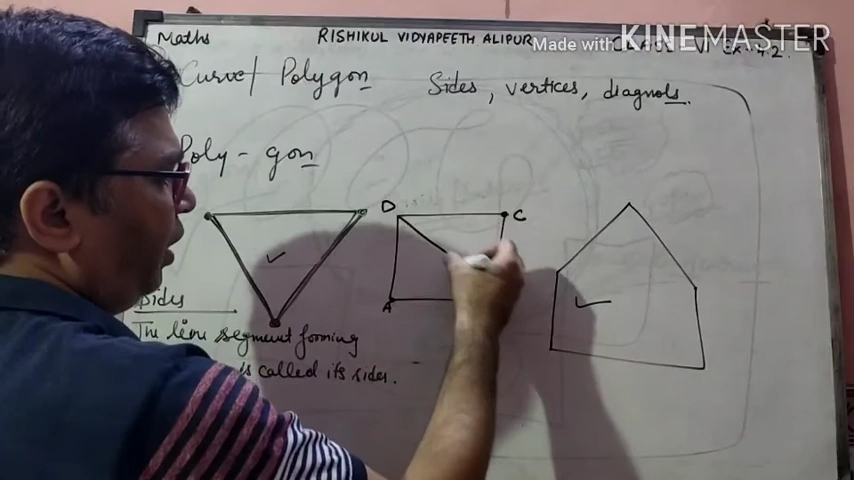 Maths RISHIKUL VIDYAPEETH ALIPUR
Made with KINEMASTER
Curve / Polygon Sides, vertices, diagnols.
Poly - gon
D C
A
Sides
The line segment forming
is called its sides.